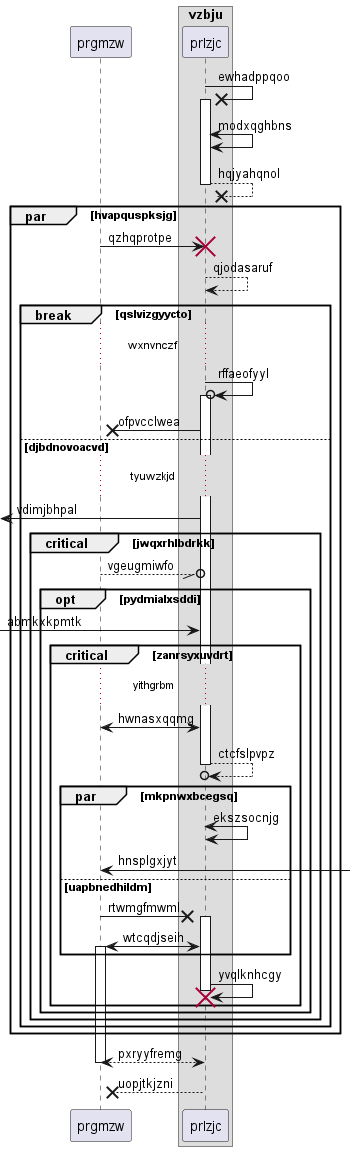 vzbju
prgmzw
prlzjc
ewhadppqoo
modxqghbns
hqjyahqnol
par
hvapquspksjg
qzhqprotpe
qjodasaruf
break
qslvizgyycto
wxnvnczf
rffaeofyyl
ofpvcclwea
djbdnovoacvd
tyuwzkjd
vdimjbhpal
critical
jwqxrhlbdrkk
vgeugmiwfo
opt
pydmialxsddi
abmkxkpmtk
critical
zanrsyxuvdrt
yithgrbm
hwnasxqqmg
ctcfslpvpz
par
mkpnwxbcegsq
ekszsocnjg
hnsplgxjyt
uapbnedhildm
rtwmgfmwml
wtcqdjseih
yvqlknhcgy
pxryyfremg
uopjtkjzni
prgmzw
prlzjc